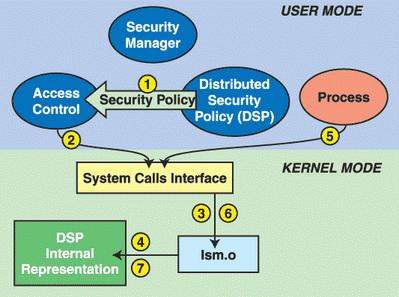 USER MODE
Security
Manager
1
Security Policy
Access
Control
Distributed
Security
Policy (DSP)
Process
2
5
KERNEL MODE
System Calls Interface
3
6
DSP
Internal
Representation
4
7
lsm.o